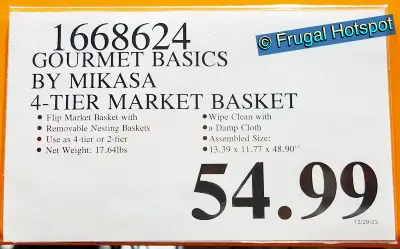 © Frugal Hotspot
1668624
GOURMET BASICS
BY MIKASA
4-TIER MARKET BASKET
• Flip Market Basket with
• Removable Nesting Baskets
• Use as 4-tier or 2-tier
• Net Weight: 17.64lbs
• Wipe Clean with
• a Damp Cloth
• Assembled Size:
• 13.39 x 11.77 x 48.90"
54.99
12/29/22